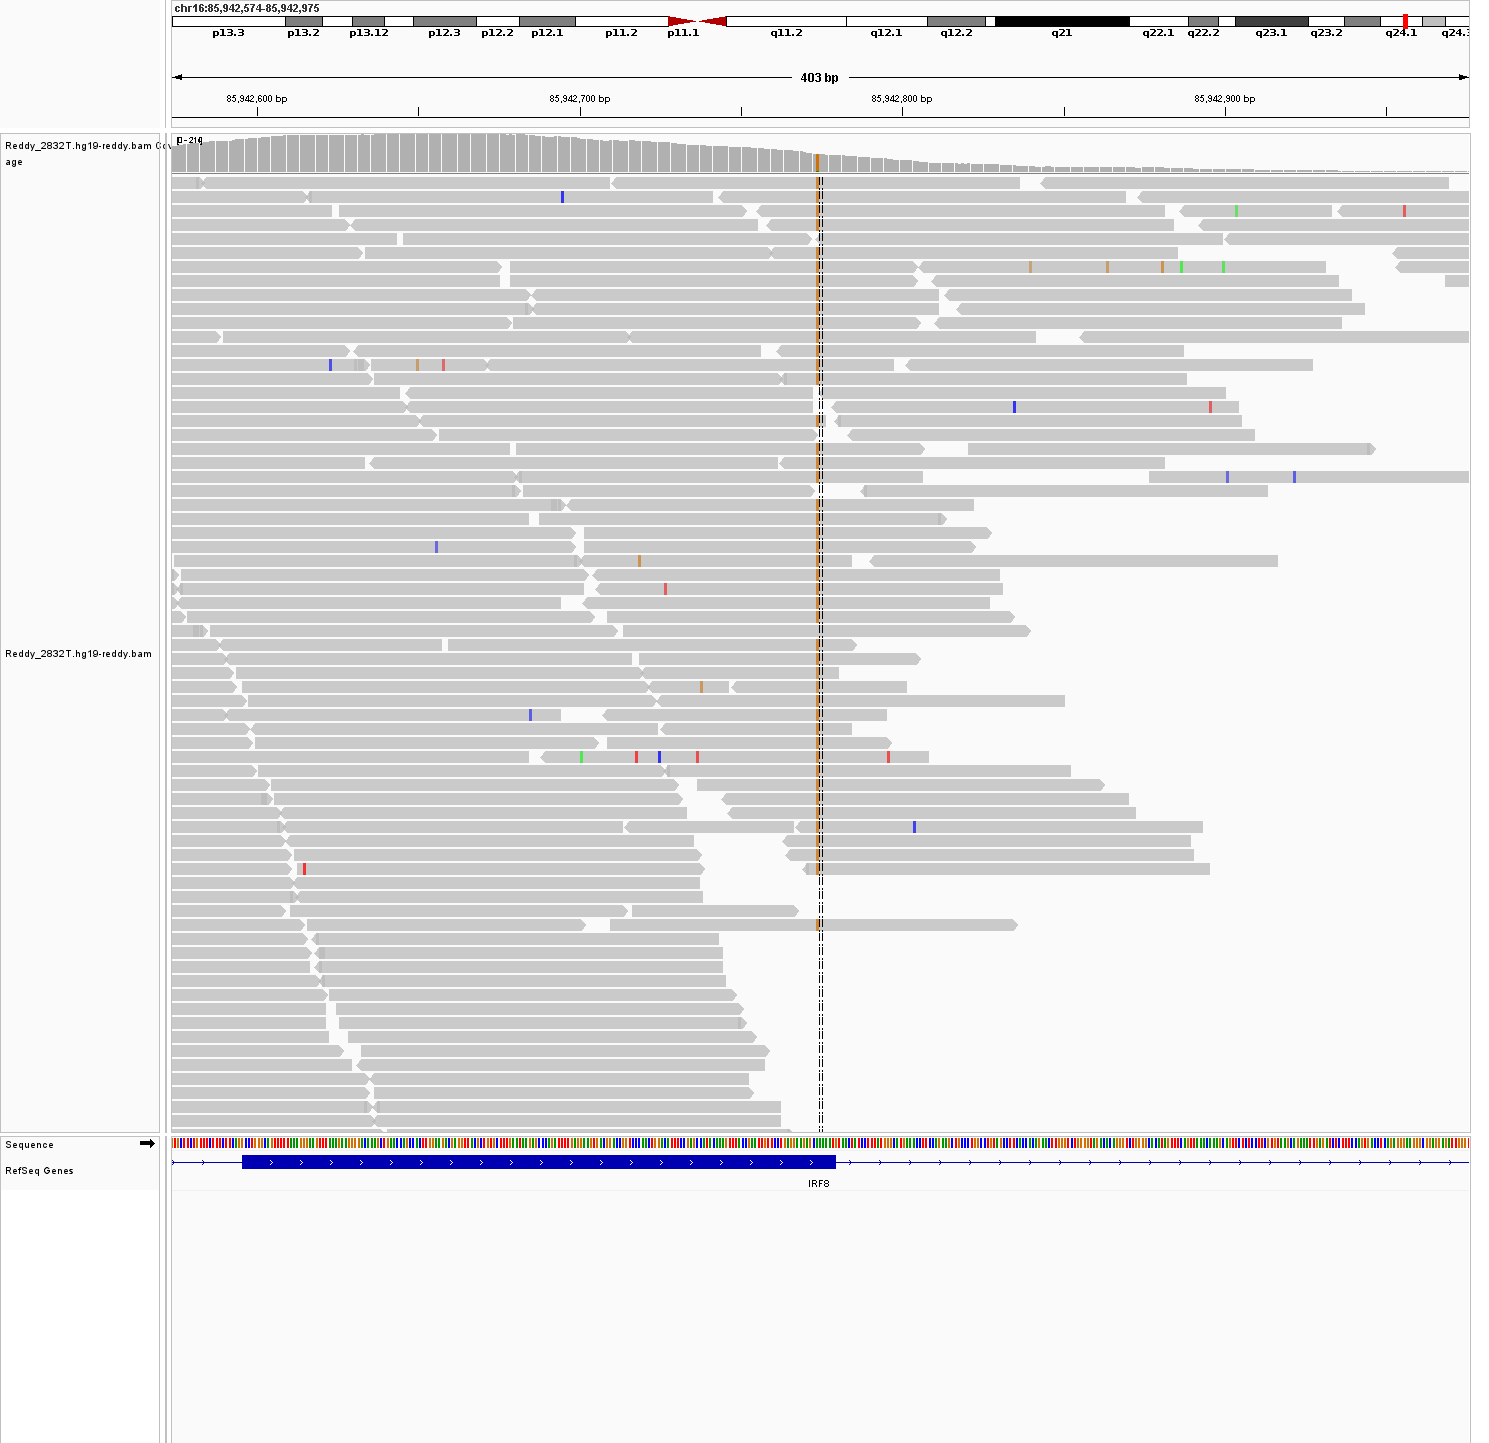 chr16:85,942,574-85,942,975
p13.3 p13.2 p13.12 p12.3 p12.2 p12.1 p11.2 p11.1 q11.2 q12.1 q12.2 q21 q22.1 q22.2 q23.1 q23.2 q24.1 q24.3
403 bp
85,942,600 bp 85,942,700 bp 85,942,800 bp 85,942,900 bp
Reddy_2832T.hg19-reddy.bam Cov
age
Reddy_2832T.hg19-reddy.bam
Sequence
RefSeq Genes
IRF8